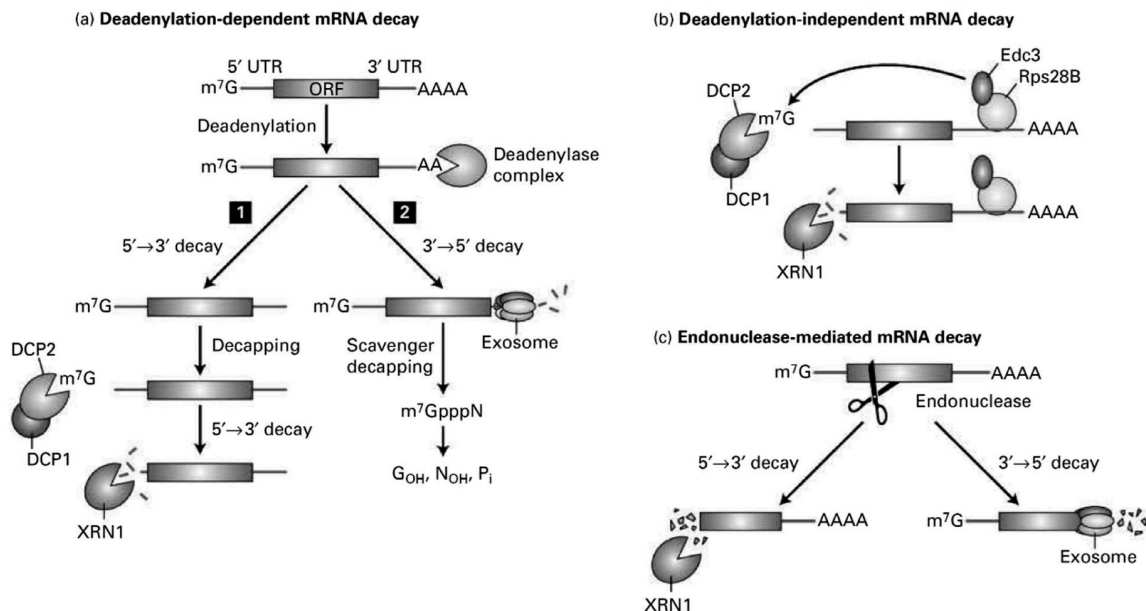 (a) Deadenylation-dependent mRNA decay
5′ UTR 3′ UTR
m⁷G ORF AAAA
Deadenylation
m⁷G AA
Deadenylase
complex
1 2
5′→3′ decay 3′→5′ decay
m⁷G m⁷G
Exosome
Decapping
Scavenger
decapping
DCP2
m⁷G
m⁷GpppN
DCP1
5′→3′ decay
G_OH, N_OH, P_i
XRN1
(b) Deadenylation-independent mRNA decay
Edc3
Rps28B
DCP2
m⁷G
AAAA
DCP1
AAAA
XRN1
(c) Endonuclease-mediated mRNA decay
m⁷G AAAA
Endonuclease
5′→3′ decay 3′→5′ decay
AAAA m⁷G
Exosome
XRN1